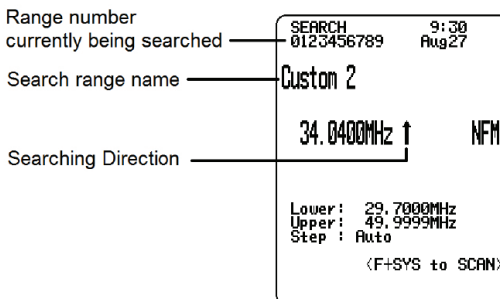 Range number
currently being searched
Search range name
Searching Direction
SEARCH 9:30
0123456789 Aug27
Custom 2
34.0400MHz ↑ NFM
Lower: 29.7000MHz
Upper: 49.9999MHz
Step : Auto
(F+SYS to SCAN)